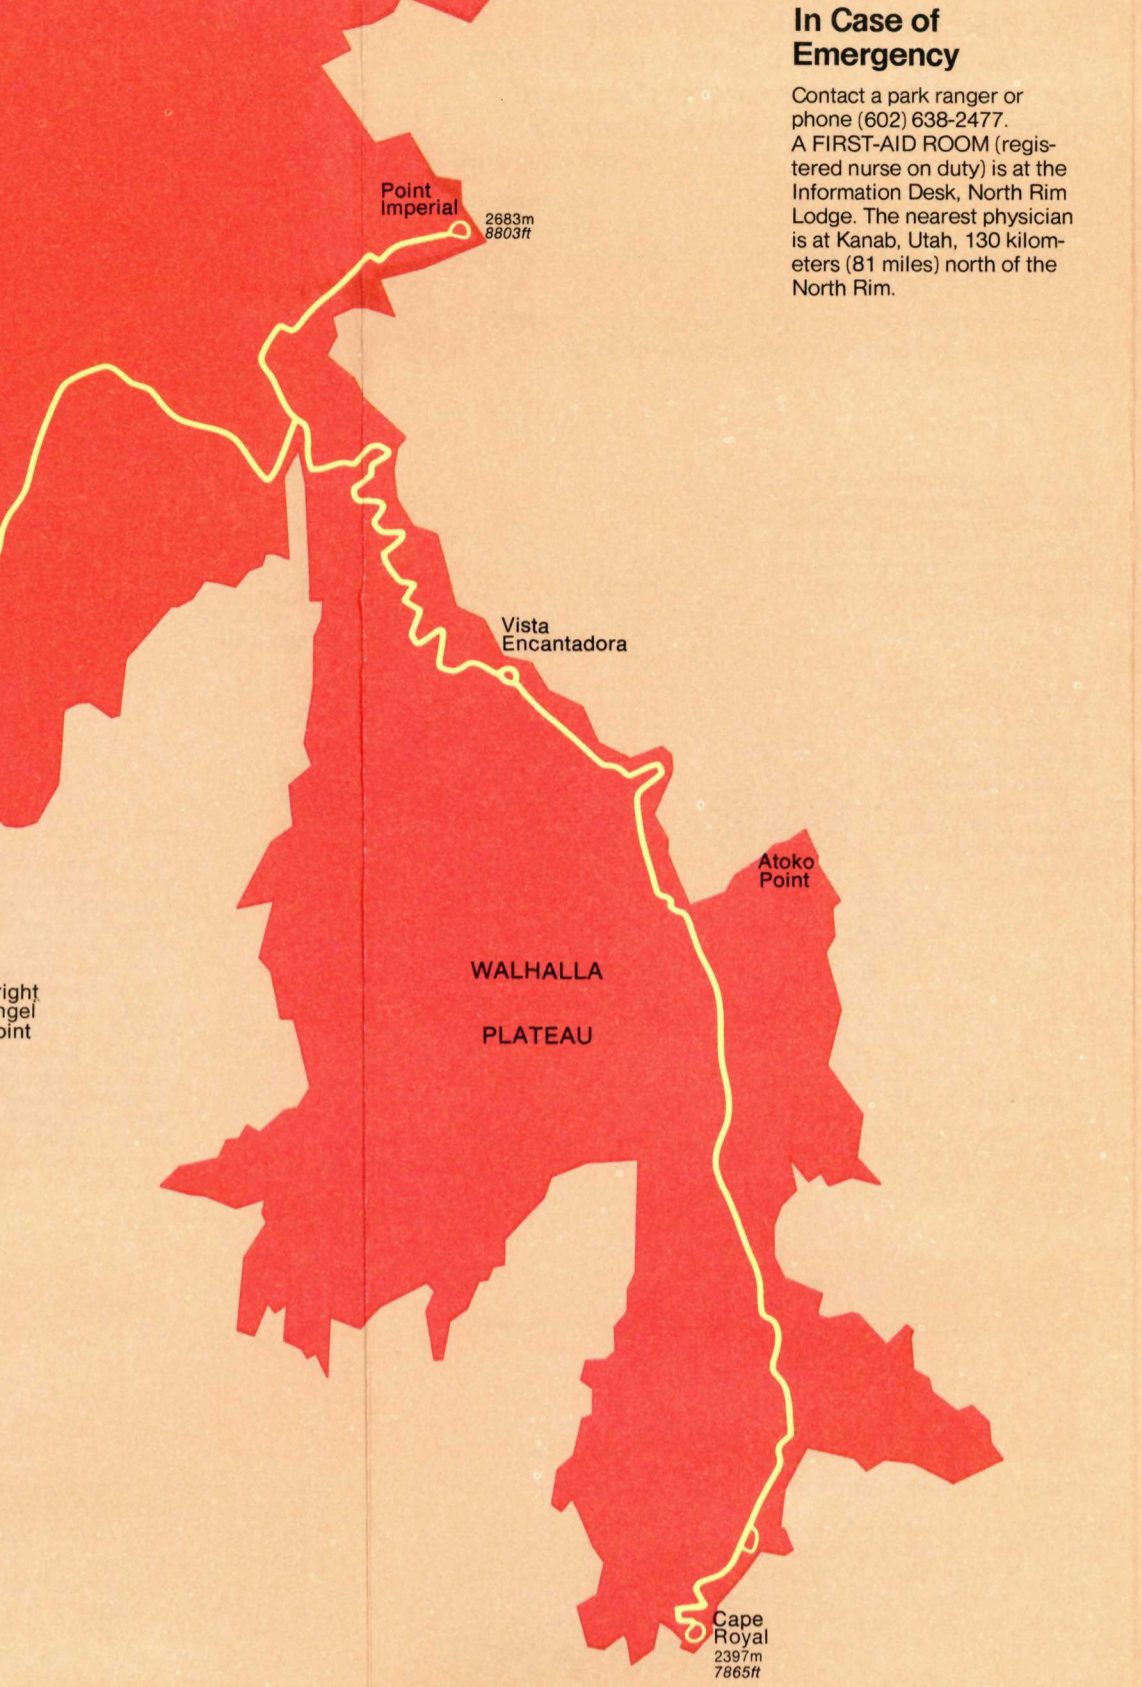 In Case of
Emergency
Contact a park ranger or
phone (602) 638-2477.
A FIRST-AID ROOM (regis-
tered nurse on duty) is at the
Information Desk, North Rim
Lodge. The nearest physician
is at Kanab, Utah, 130 kilom-
eters (81 miles) north of the
North Rim.
Point
Imperial
2683m
8803ft
Vista
Encantadora
Atoko
Point
WALHALLA
PLATEAU
right
ngel
oint
Cape
Royal
2397m
7865ft